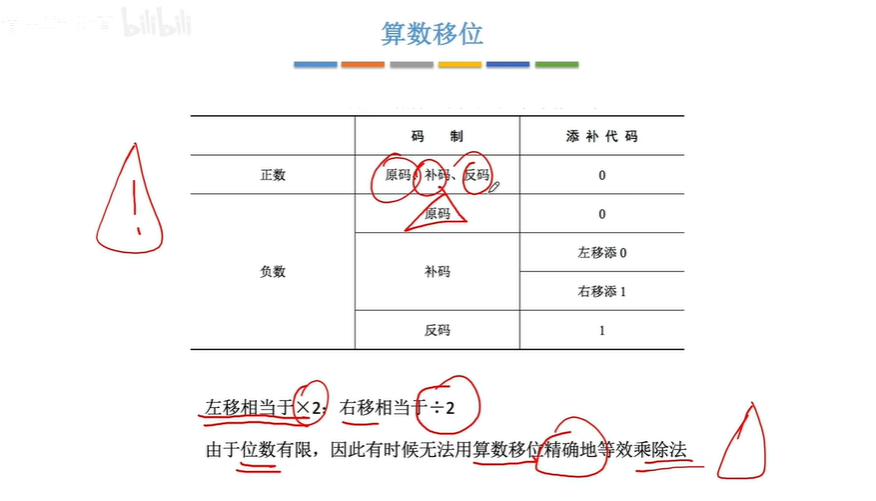 bilibili
算数移位
码 制 添补代码
正数 原码、补码、反码 0
负数 原码 0
补码 左移添 0
右移添 1
反码 1
左移相当于×2；右移相当于÷2
由于位数有限，因此有时候无法用算数移位精确地等效乘除法